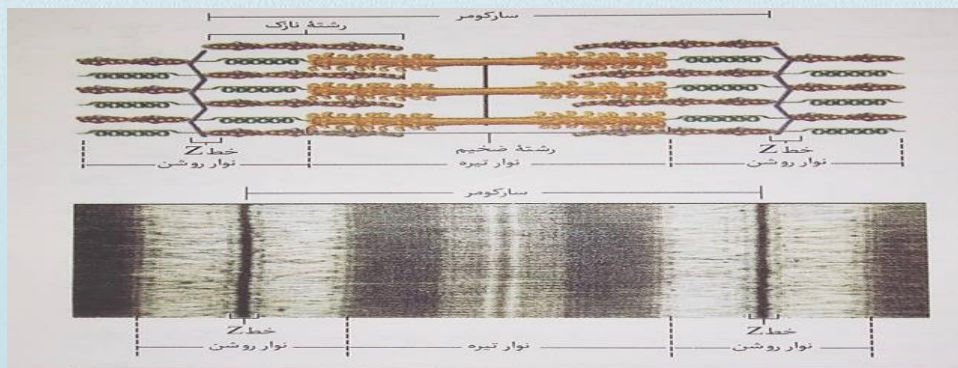 سارکومر
رشتهٔ نازک
خط Z رشتهٔ ضخیم خط Z
نوار روشن نوار تیره نوار روشن
سارکومر
خط Z خط Z
نوار روشن نوار تیره نوار روشن